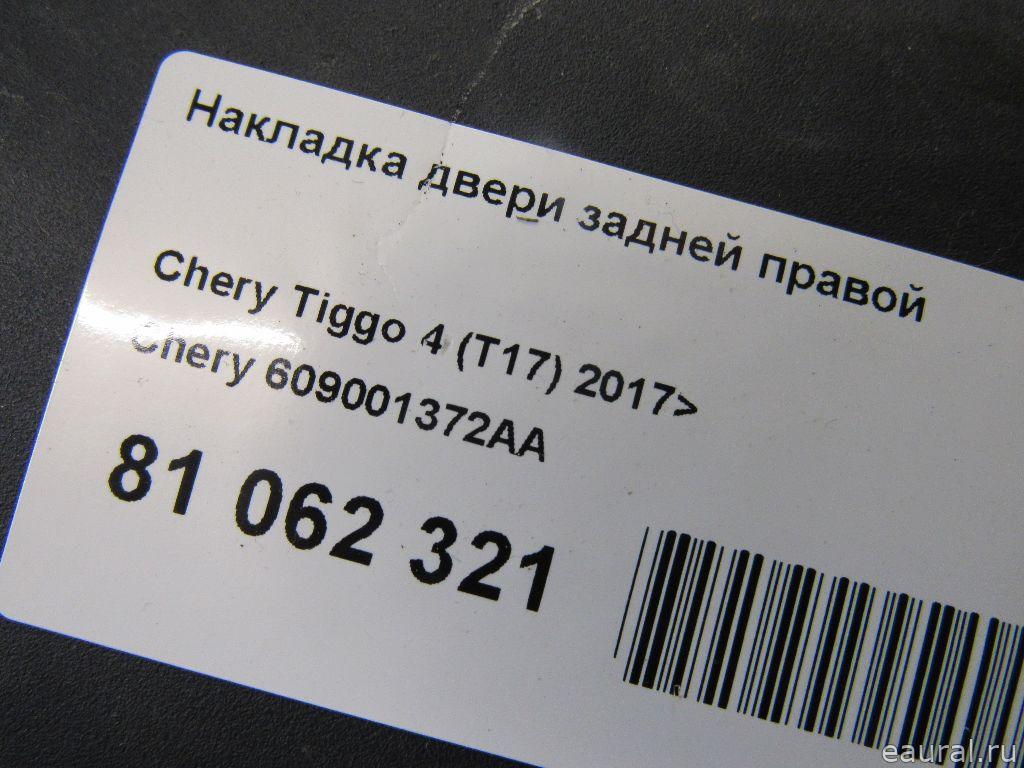 Накладка двери задней правой
Chery Tiggo 4 (T17) 2017>
Chery 609001372AA
81 062 321
eaural.ru